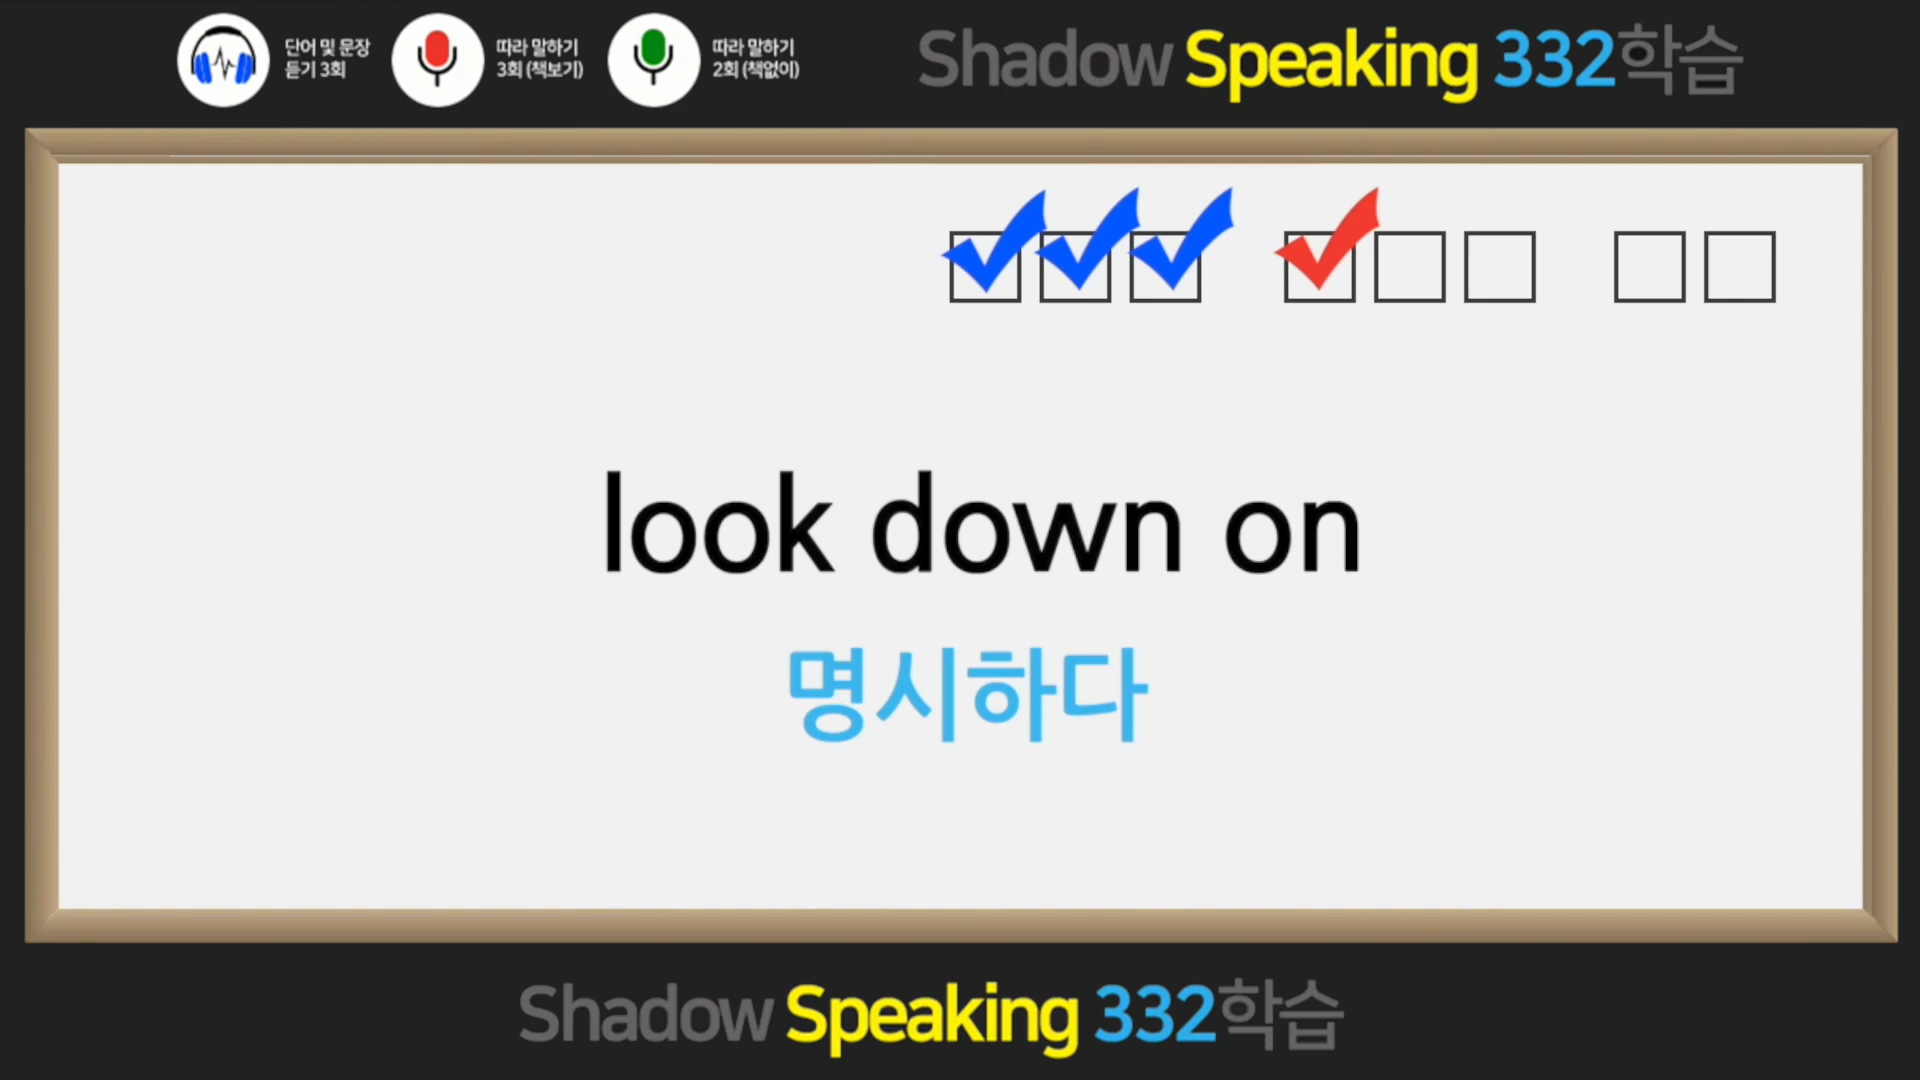 단어 및 문장
듣기 3회
따라 말하기
3회 (책보기)
따라 말하기
2회 (책없이)
Shadow Speaking 332학습
look down on
명시하다
Shadow Speaking 332학습